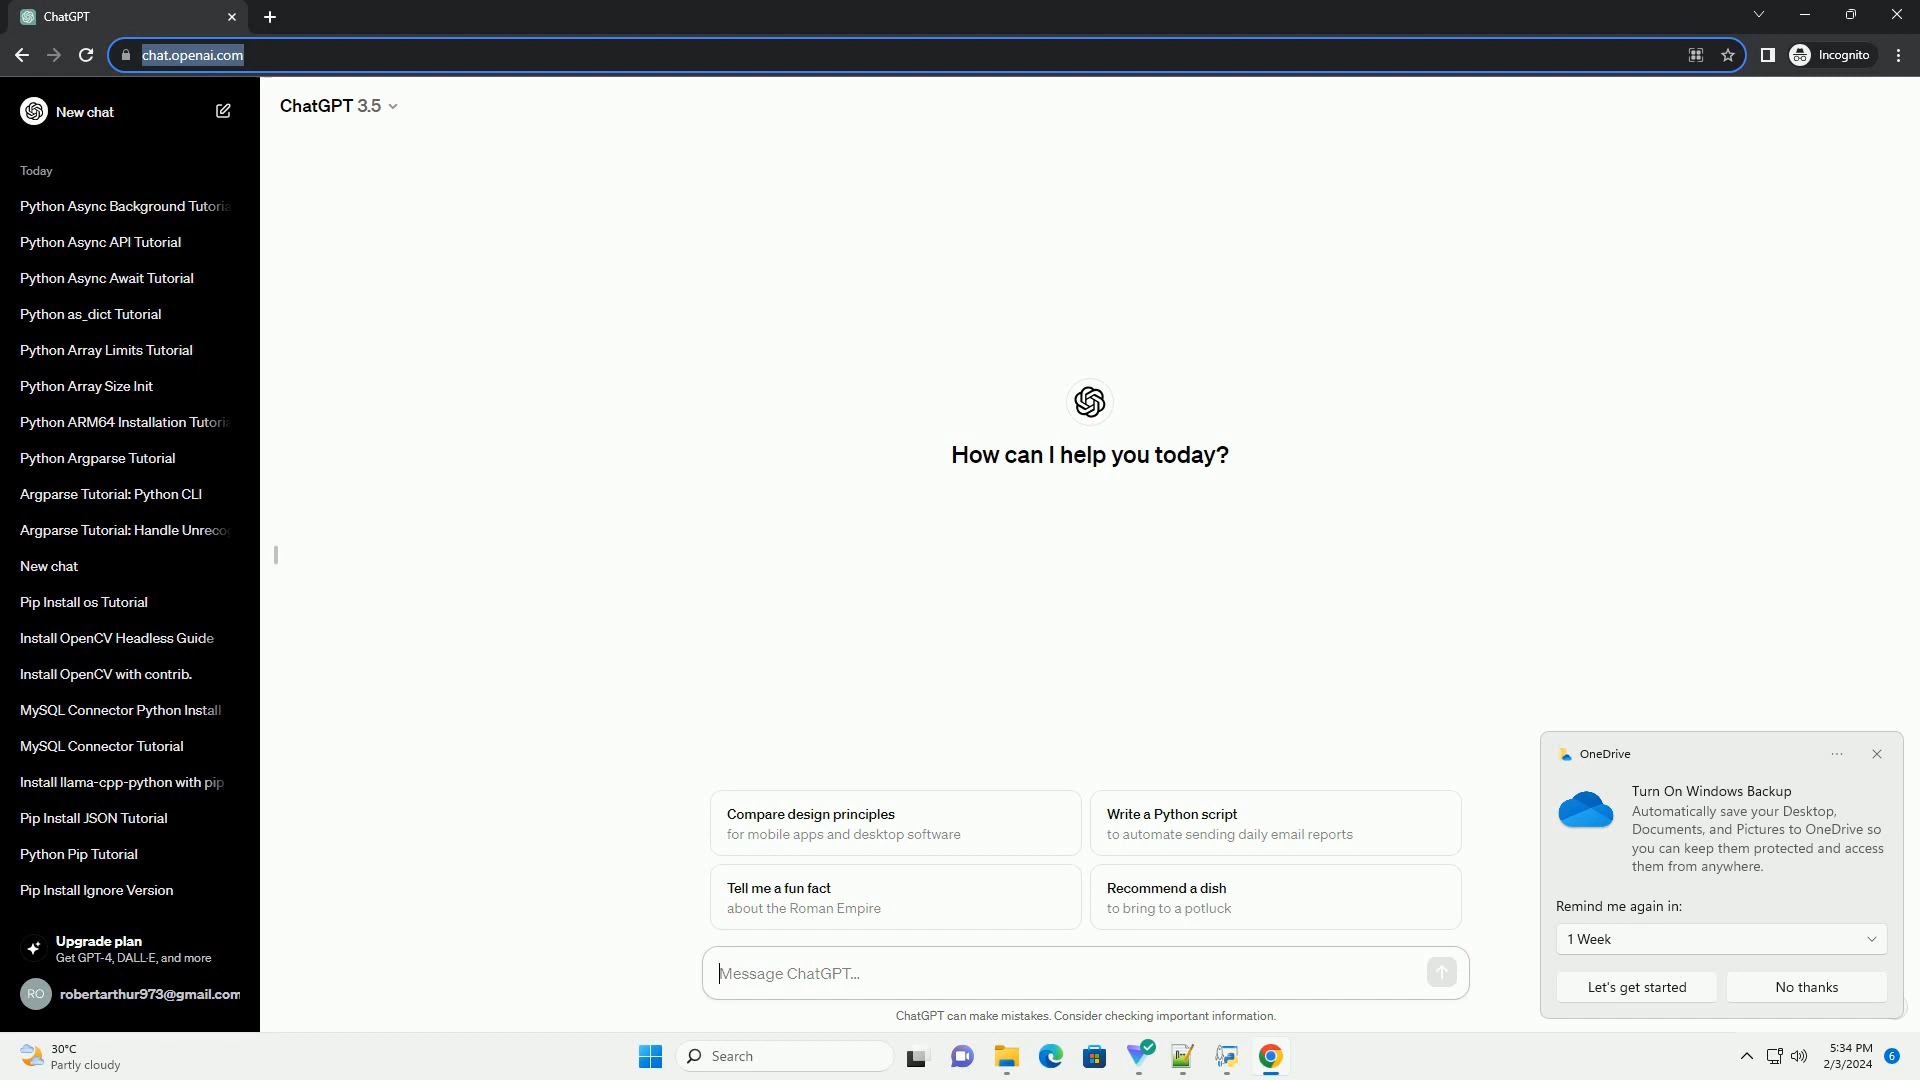 ChatGPT
chat.openai.com
Incognito
New chat
ChatGPT 3.5
Today
Python Async Background Tutoria
Python Async API Tutorial
Python Async Await Tutorial
Python as_dict Tutorial
Python Array Limits Tutorial
Python Array Size Init
Python ARM64 Installation Tutoria
Python Argparse Tutorial
Argparse Tutorial: Python CLI
Argparse Tutorial: Handle Unreco
New chat
Pip Install os Tutorial
Install OpenCV Headless Guide
Install OpenCV with contrib.
MySQL Connector Python Install
MySQL Connector Tutorial
Install llama-cpp-python with pip
Pip Install JSON Tutorial
Python Pip Tutorial
Pip Install Ignore Version
Upgrade plan
Get GPT-4, DALL·E, and more
RO
robertarthur973@gmail.com
How can I help you today?
Compare design principles
for mobile apps and desktop software
Write a Python script
to automate sending daily email reports
Tell me a fun fact
about the Roman Empire
Recommend a dish
to bring to a potluck
Message ChatGPT...
ChatGPT can make mistakes. Consider checking important information.
OneDrive
Turn On Windows Backup
Automatically save your Desktop,
Documents, and Pictures to OneDrive so
you can keep them protected and access
them from anywhere.
Remind me again in:
1 Week
Let's get started
No thanks
30°C
Partly cloudy
Search
5:34 PM
2/3/2024
6